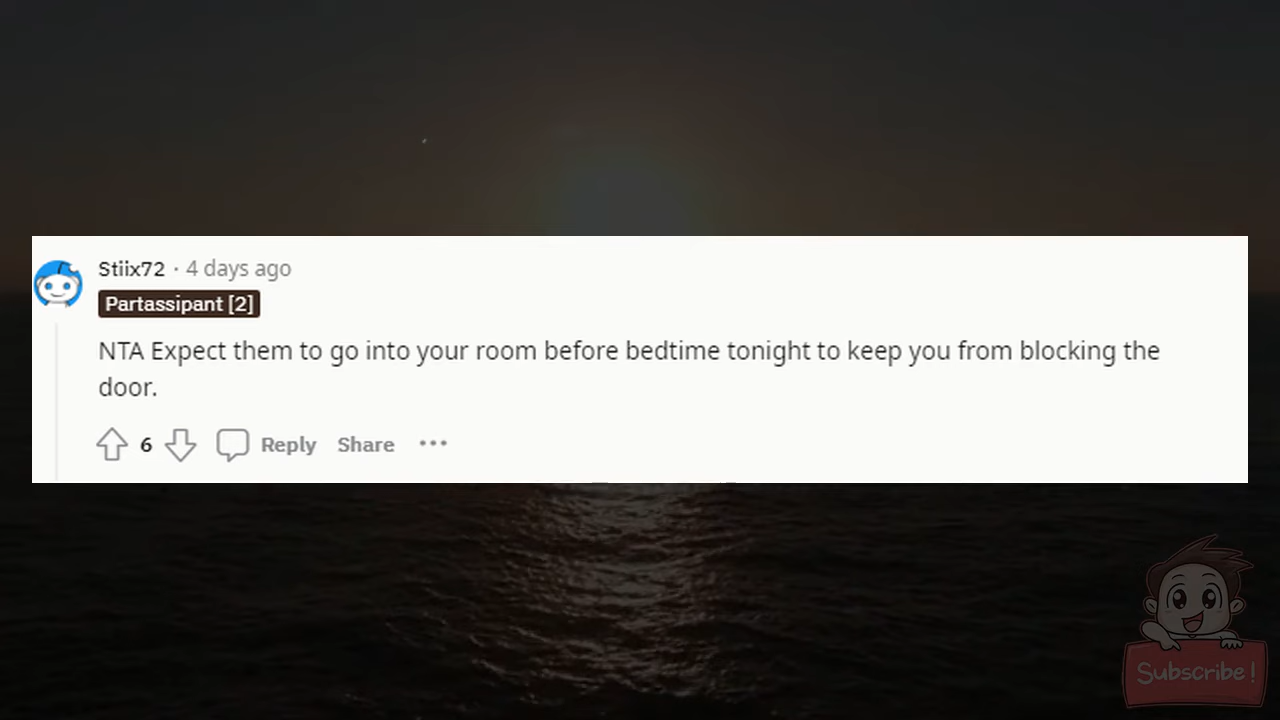 Stiix72 · 4 days ago
Partassipant [2]
NTA Expect them to go into your room before bedtime tonight to keep you from blocking the
door.
6 Reply Share ···
Subscribe!